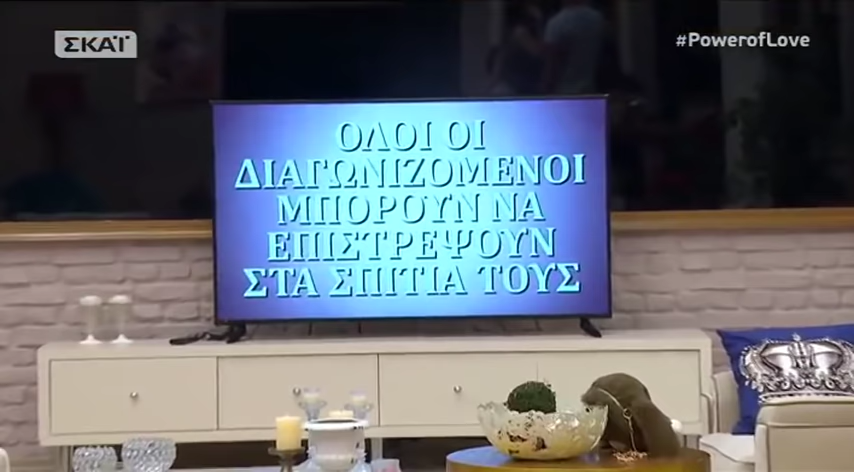 ΣΚΑΪ
#PowerofLove
ΟΛΟΙ ΟΙ
ΔΙΑΓΩΝΙΖΟΜΕΝΟΙ
ΜΠΟΡΟΥΝ ΝΑ
ΕΠΙΣΤΡΕΨΟΥΝ
ΣΤΑ ΣΠΙΤΙΑ ΤΟΥΣ